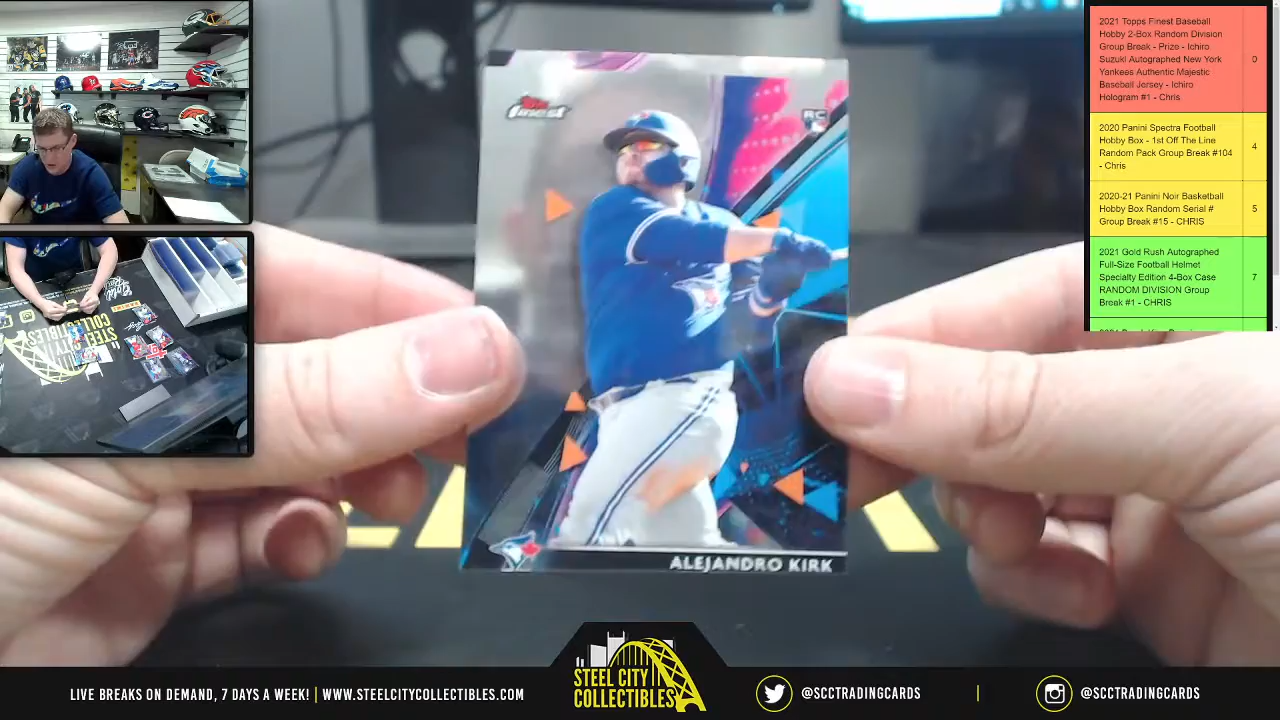 2021 Topps Finest Baseball
Hobby 2-Box Random Division
Group Break - Prize - Ichiro
Suzuki Autographed New York
Yankees Authentic Majestic
Baseball Jersey - Ichiro
Hologram #1 - Chris
0
2020 Panini Spectra Football
Hobby Box - 1st Off The Line
Random Pack Group Break #104
- Chris
4
2020-21 Panini Noir Basketball
Hobby Box Random Serial #
Group Break #15 - CHRIS
5
2021 Gold Rush Autographed
Full-Size Football Helmet
Specialty Edition 4-Box Case
RANDOM DIVISION Group
Break #1 - CHRIS
7
Topps
finest
RC
ALEJANDRO KIRK
STEEL CITY
COLLECTIBLES
LIVE BREAKS ON DEMAND, 7 DAYS A WEEK! | WWW.STEELCITYCOLLECTIBLES.COM
@SCCTRADINGCARDS | @SCCTRADINGCARDS